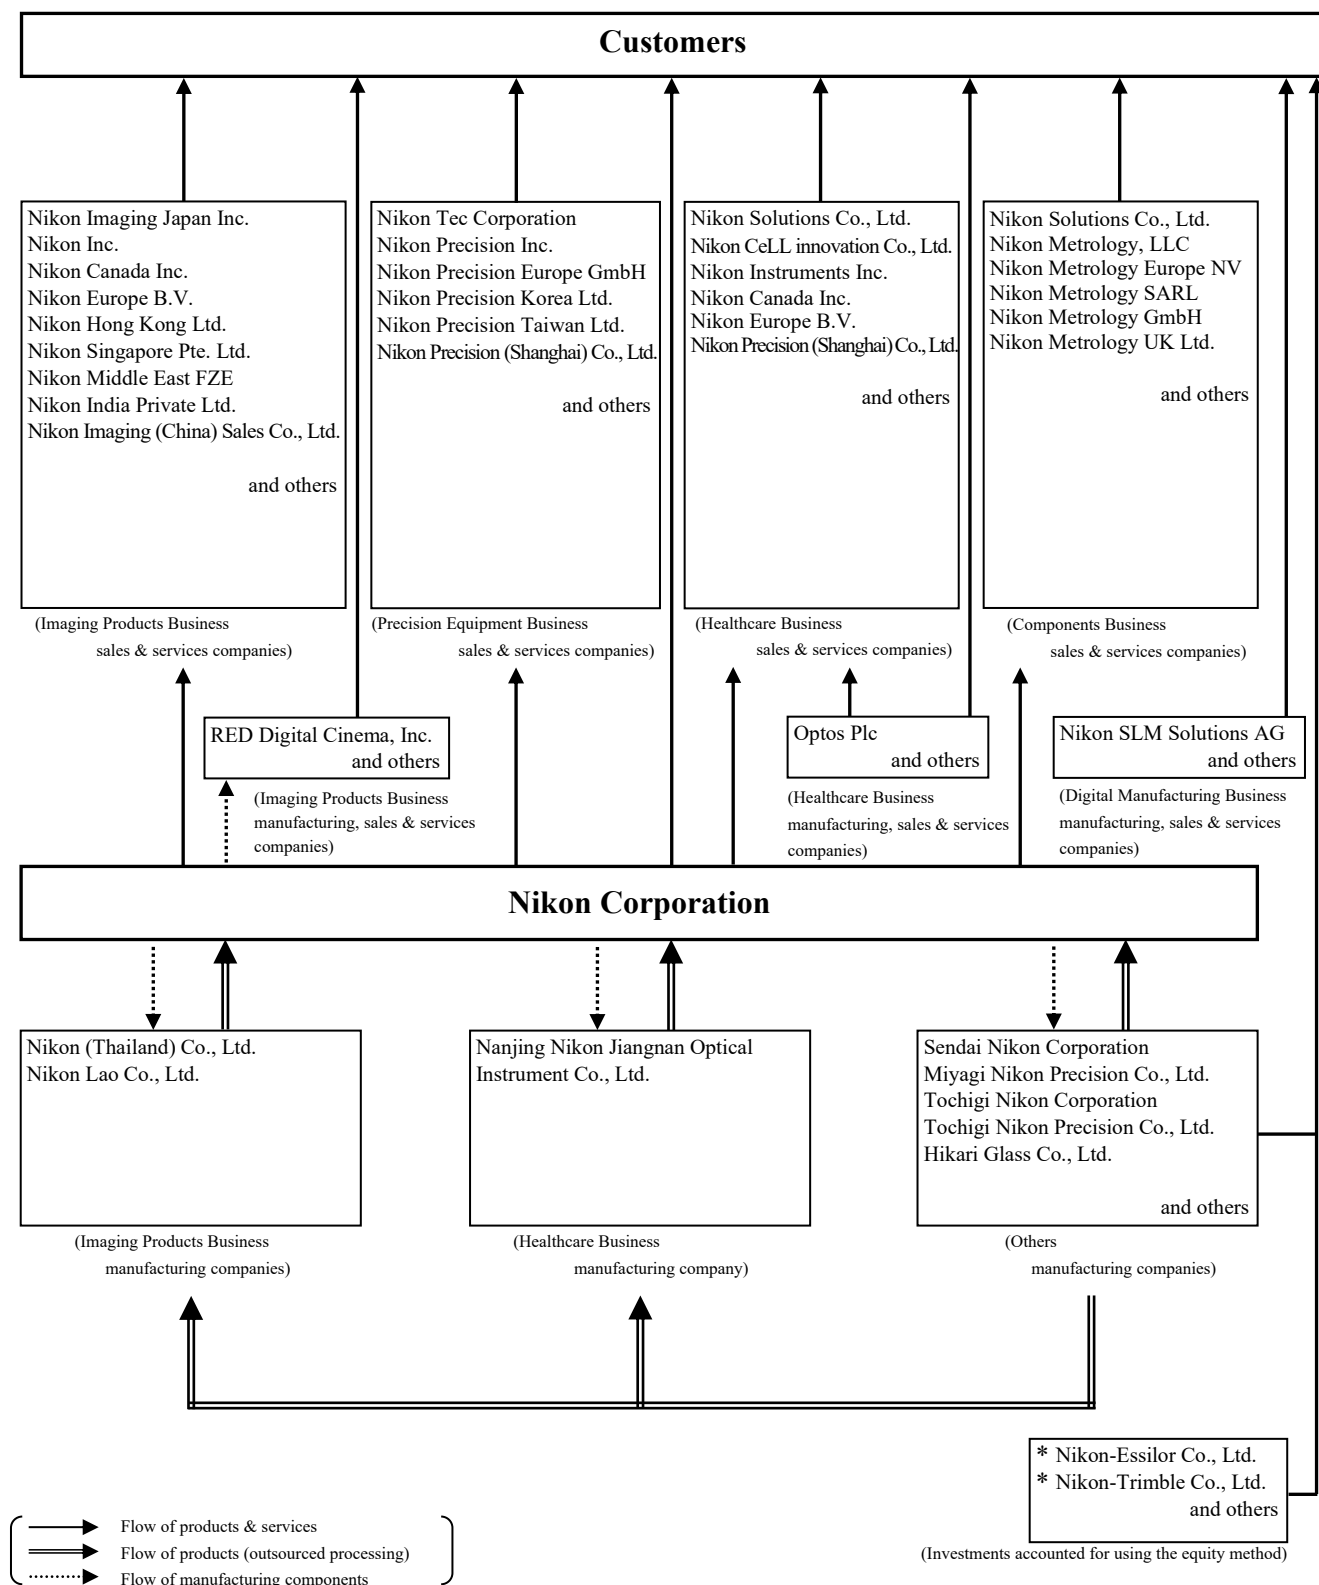 Customers
Nikon Imaging Japan Inc.
Nikon Inc.
Nikon Canada Inc.
Nikon Europe B.V.
Nikon Hong Kong Ltd.
Nikon Singapore Pte. Ltd.
Nikon Middle East FZE
Nikon India Private Ltd.
Nikon Imaging (China) Sales Co., Ltd.
and others
(Imaging Products Business
sales & services companies)
Nikon Tec Corporation
Nikon Precision Inc.
Nikon Precision Europe GmbH
Nikon Precision Korea Ltd.
Nikon Precision Taiwan Ltd.
Nikon Precision (Shanghai) Co., Ltd.
and others
(Precision Equipment Business
sales & services companies)
Nikon Solutions Co., Ltd.
Nikon CeLL innovation Co., Ltd.
Nikon Instruments Inc.
Nikon Canada Inc.
Nikon Europe B.V.
Nikon Precision (Shanghai) Co., Ltd.
and others
(Healthcare Business
sales & services companies)
Nikon Solutions Co., Ltd.
Nikon Metrology, LLC
Nikon Metrology Europe NV
Nikon Metrology SARL
Nikon Metrology GmbH
Nikon Metrology UK Ltd.
and others
(Components Business
sales & services companies)
RED Digital Cinema, Inc.
and others
(Imaging Products Business
manufacturing, sales & services
companies)
Optos Plc
and others
(Healthcare Business
manufacturing, sales & services
companies)
Nikon SLM Solutions AG
and others
(Digital Manufacturing Business
manufacturing, sales & services
companies)
Nikon Corporation
Nikon (Thailand) Co., Ltd.
Nikon Lao Co., Ltd.
(Imaging Products Business
manufacturing companies)
Nanjing Nikon Jiangnan Optical
Instrument Co., Ltd.
(Healthcare Business
manufacturing company)
Sendai Nikon Corporation
Miyagi Nikon Precision Co., Ltd.
Tochigi Nikon Corporation
Tochigi Nikon Precision Co., Ltd.
Hikari Glass Co., Ltd.
and others
(Others
manufacturing companies)
* Nikon-Essilor Co., Ltd.
* Nikon-Trimble Co., Ltd.
and others
(Investments accounted for using the equity method)
Flow of products & services
Flow of products (outsourced processing)
Flow of manufacturing components